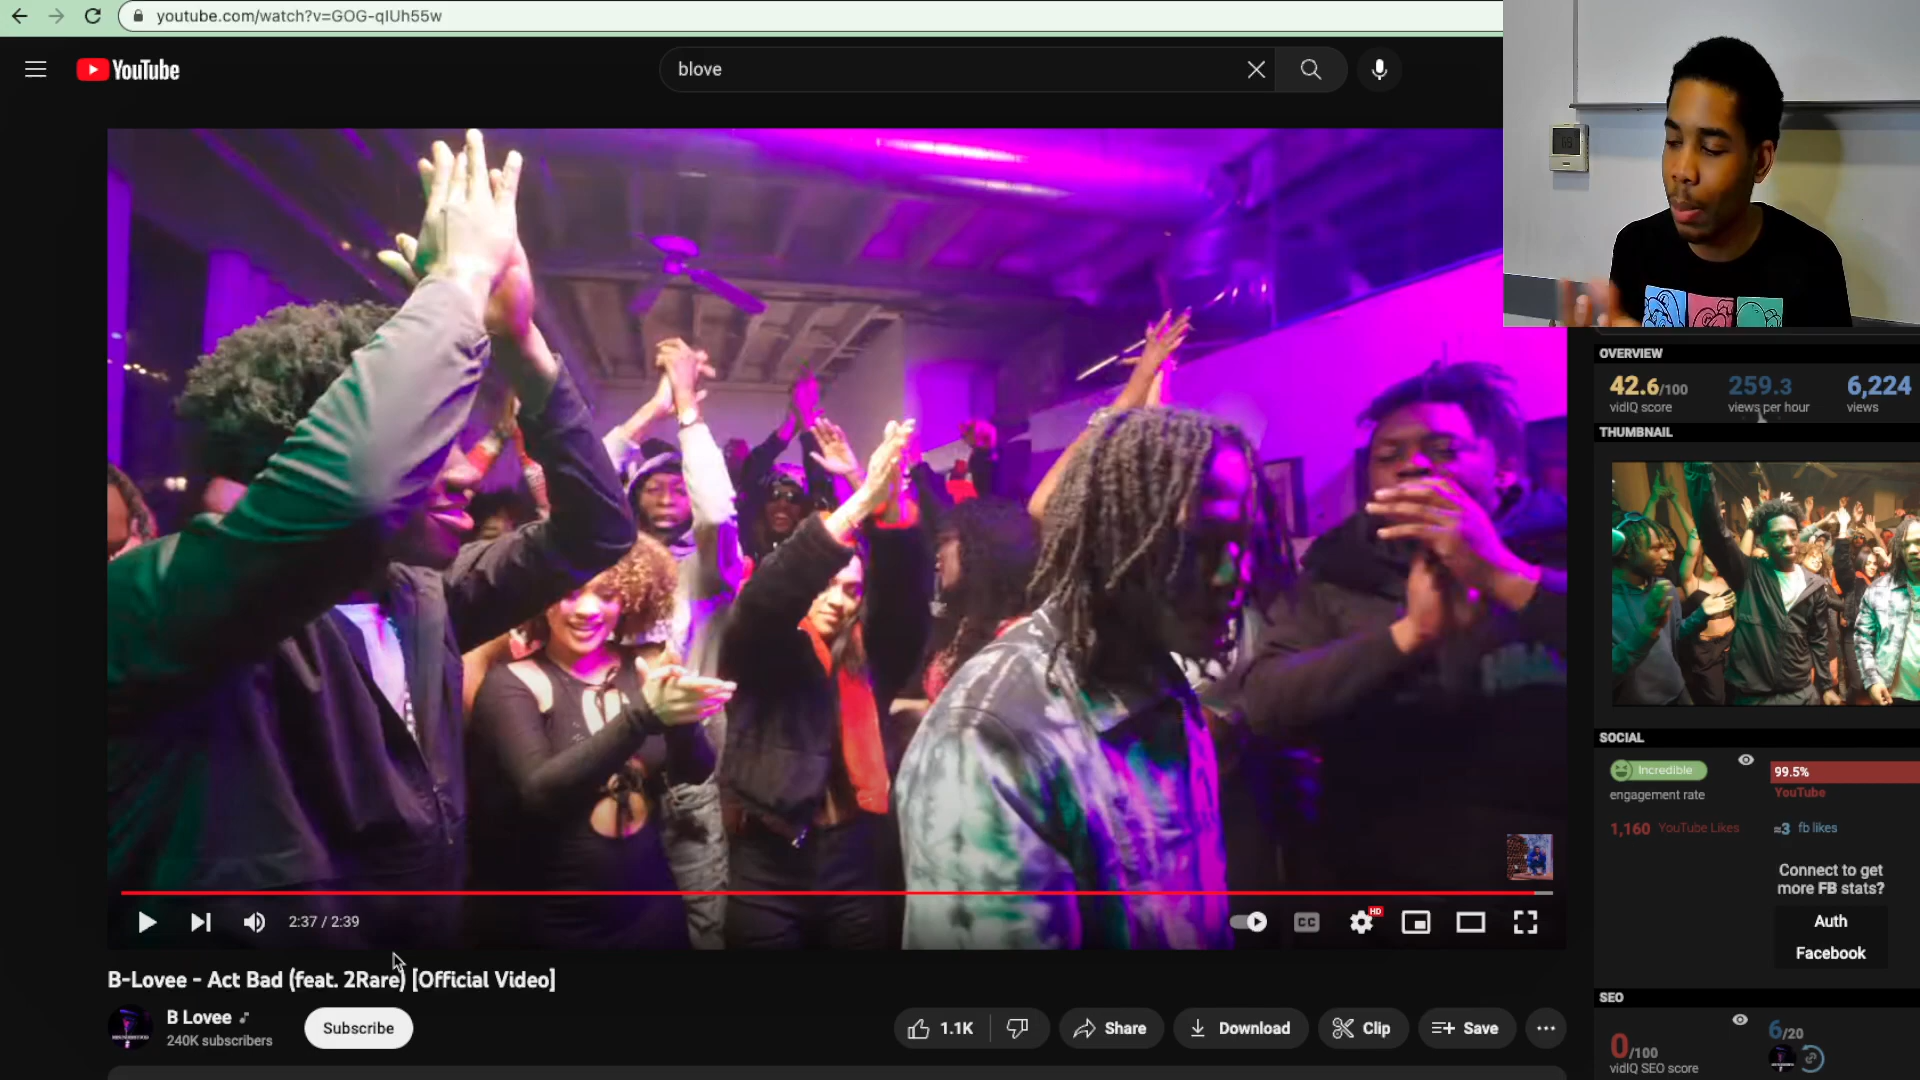 youtube.com/watch?v=GOG-qIUh55w
YouTube
blove
OVERVIEW
42.6/100 259.3 6,224
vidIQ score views per hour views
THUMBNAIL
SOCIAL
Incredible 99.5%
engagement rate YouTube
1,160 YouTube Likes ≈3 fb likes
Connect to get
more FB stats?
Auth
Facebook
HD
CC
2:37 / 2:39
B-Lovee - Act Bad (feat. 2Rare) [Official Video]
B Lovee
240K subscribers
Subscribe
1.1K Share Download Clip Save
SEO
0/100 6/20
vidIQ SEO score